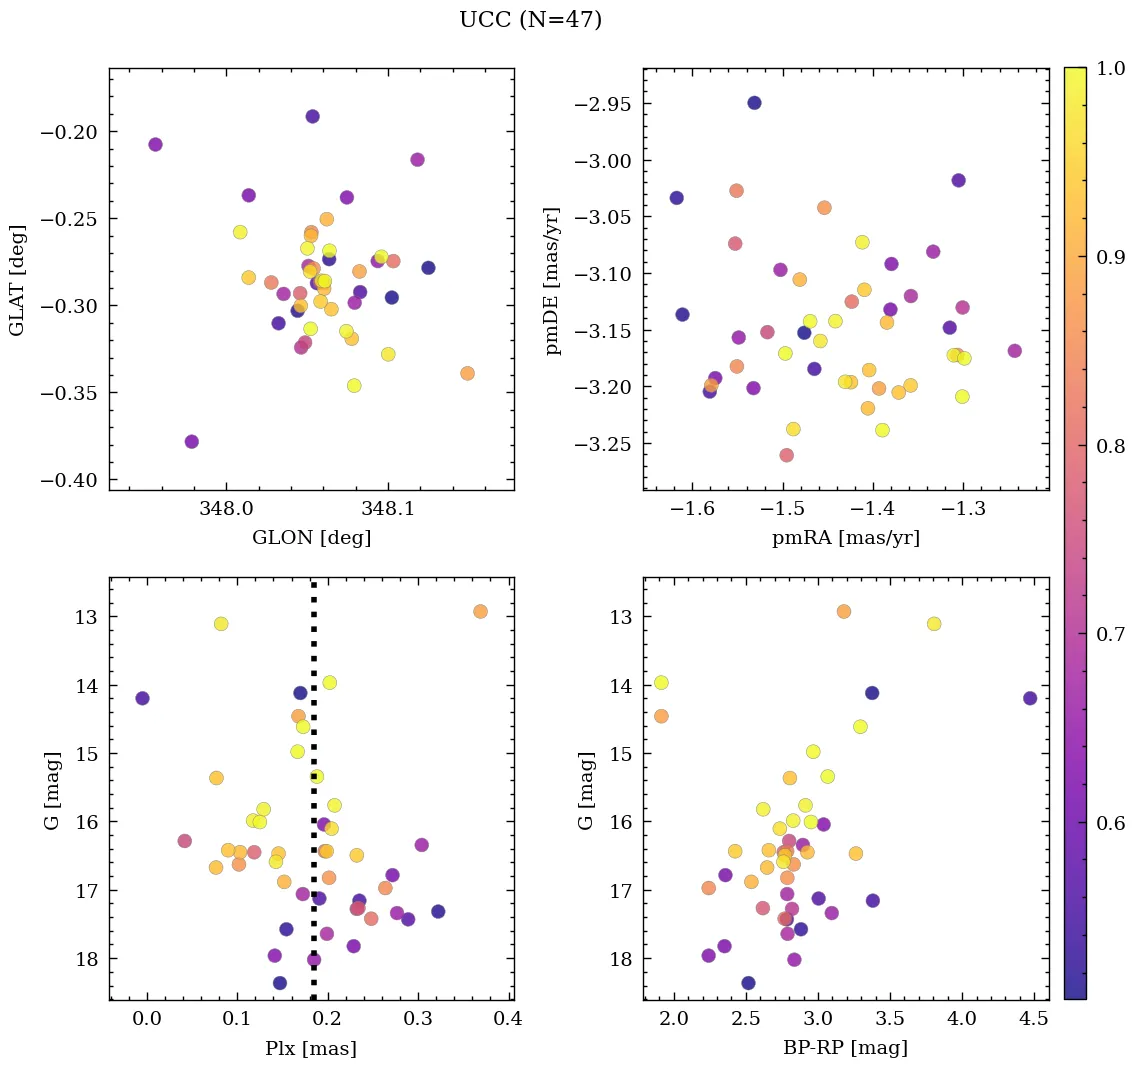 UCC (N=47)
−0.20
−0.25
−0.30
−0.35
−0.40
GLAT [deg]
348.0 348.1
GLON [deg]
−2.95
−3.00
−3.05
−3.10
−3.15
−3.20
−3.25
pmDE [mas/yr]
−1.6 −1.5 −1.4 −1.3
pmRA [mas/yr]
1.0
0.9
0.8
0.7
0.6
13
14
15
16
17
18
G [mag]
0.0 0.1 0.2 0.3 0.4
Plx [mas]
13
14
15
16
17
18
G [mag]
2.0 2.5 3.0 3.5 4.0 4.5
BP-RP [mag]